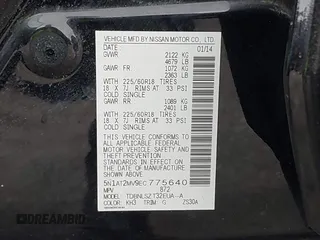 VEHICLE MFD BY NISSAN MOTOR CO., LTD.
01/14
GVWR 2122 KG
4679 LB
GAWR FR 1072 KG
2363 LB
WITH 225/60R18 TIRES
18 X 7J RIMS AT 33 PSI
COLD SINGLE
GAWR RR 1089 KG
2401 LB
WITH 225/60R18 TIRES
18 X 7J RIMS AT 33 PSI
COLD SINGLE
THIS VEHICLE CONFORMS TO
ALL APPLICABLE FEDERAL
MOTOR VEHICLE SAFETY,
BUMPER, AND THEFT PREVENTION
STANDARDS IN EFFECT ON THE
DATE OF MANUFACTURE
SHOWN ABOVE.
5N1AT2MV9EC775640
MPV 872
MODEL
COLOR KH3 TRIM G
AUTOBIDMASTER